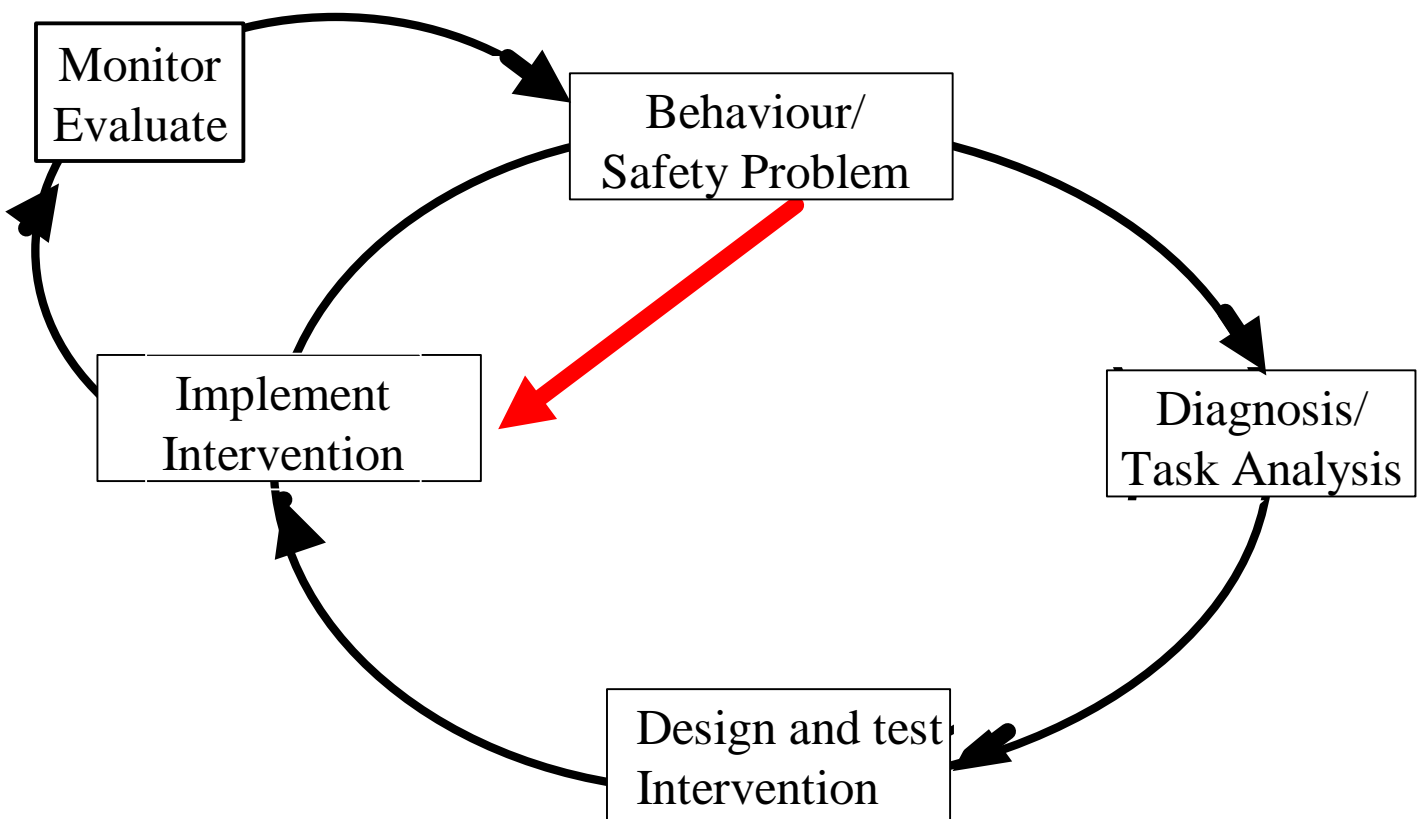 Monitor
Evaluate
Behaviour/
Safety Problem
Implement
Intervention
Diagnosis/
Task Analysis
Design and test
Intervention